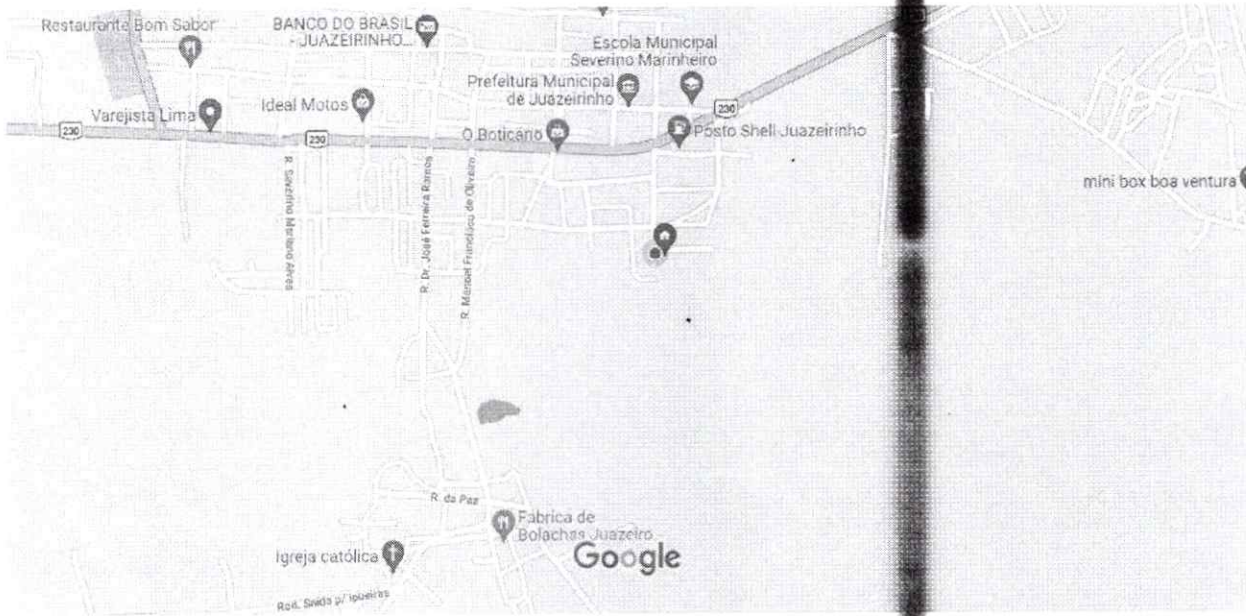 Restaurante Bom Sabor
BANCO DO BRASIL
- JUAZEIRINHO...
Escola Municipal
Severino Marinheiro
Prefeitura Municipal
de Juazeirinho
Varejista Lima
Ideal Motos
230
230
230
O Boticário
Posto Shell Juazeirinho
mini box boa ventura
R. Severino Mariano Alves
R. Dr. José Ferreira Ramos
R. Manoel Francisco de Oliveira
R. da Paz
Fábrica de
Bolachas Juazeiro
Igreja católica
Google
Rod. Saida p/